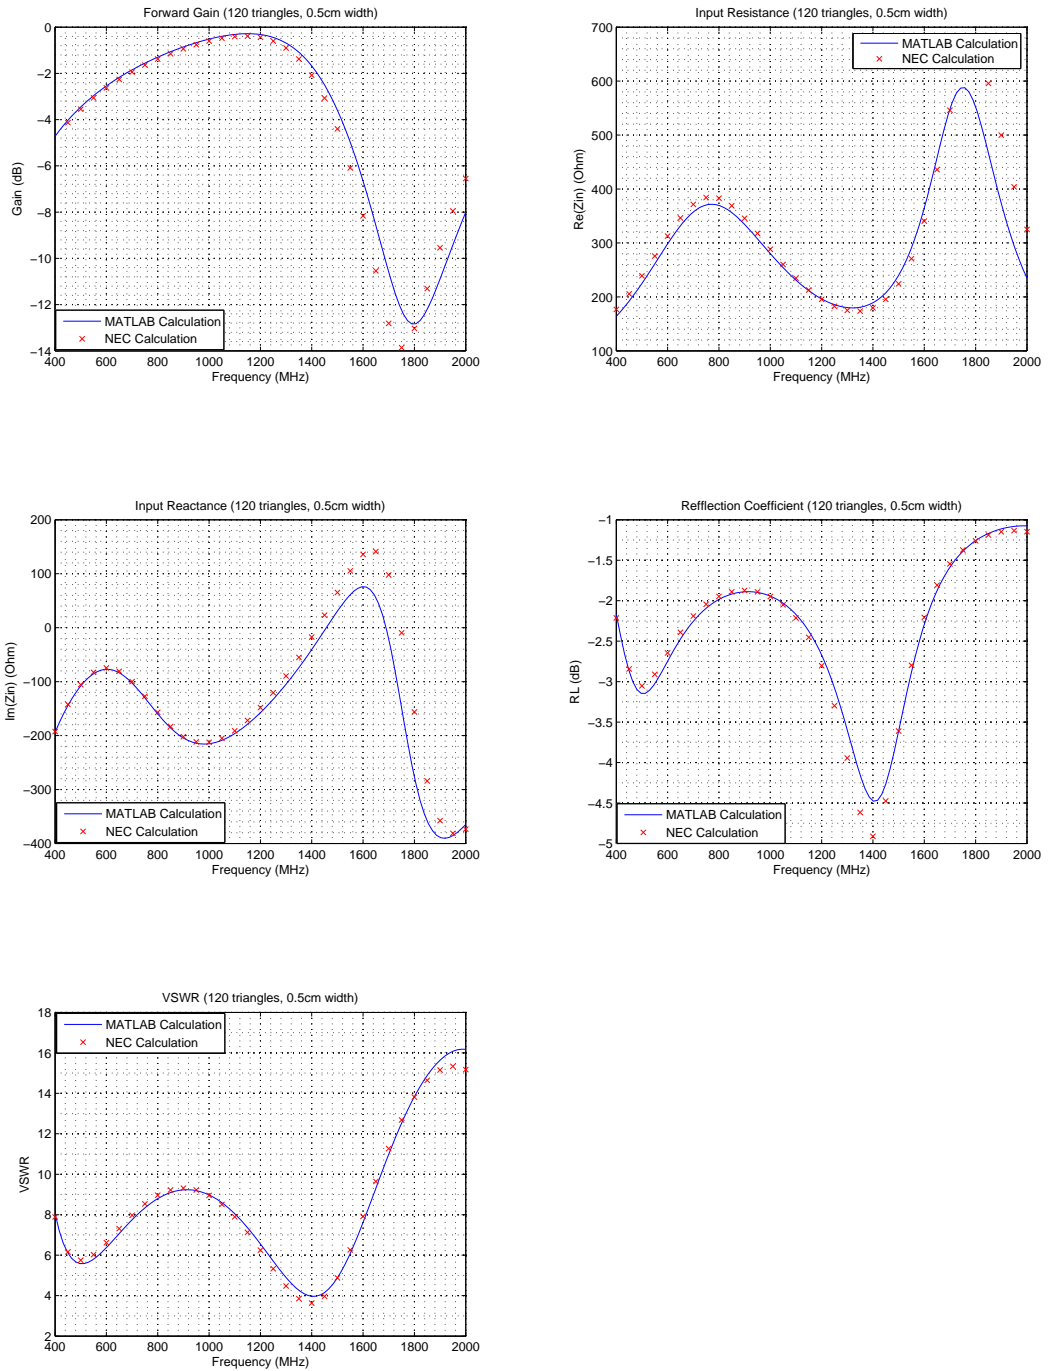 Forward Gain (120 triangles, 0.5cm width)
0
−2
−4
−6
−8
−10
−12
−14
Gain (dB)
MATLAB Calculation
NEC Calculation
400 600 800 1000 1200 1400 1600 1800 2000
Frequency (MHz)
Input Resistance (120 triangles, 0.5cm width)
700
600
500
400
300
200
100
Re(Zin) (Ohm)
MATLAB Calculation
NEC Calculation
400 600 800 1000 1200 1400 1600 1800 2000
Frequency (MHz)
Input Reactance (120 triangles, 0.5cm width)
200
100
0
−100
−200
−300
−400
Im(Zin) (Ohm)
MATLAB Calculation
NEC Calculation
400 600 800 1000 1200 1400 1600 1800 2000
Frequency (MHz)
Refflection Coefficient (120 triangles, 0.5cm width)
−1
−1.5
−2
−2.5
−3
−3.5
−4
−4.5
−5
RL (dB)
MATLAB Calculation
NEC Calculation
400 600 800 1000 1200 1400 1600 1800 2000
Frequency (MHz)
VSWR (120 triangles, 0.5cm width)
18
16
14
12
10
8
6
4
2
VSWR
MATLAB Calculation
NEC Calculation
400 600 800 1000 1200 1400 1600 1800 2000
Frequency (MHz)